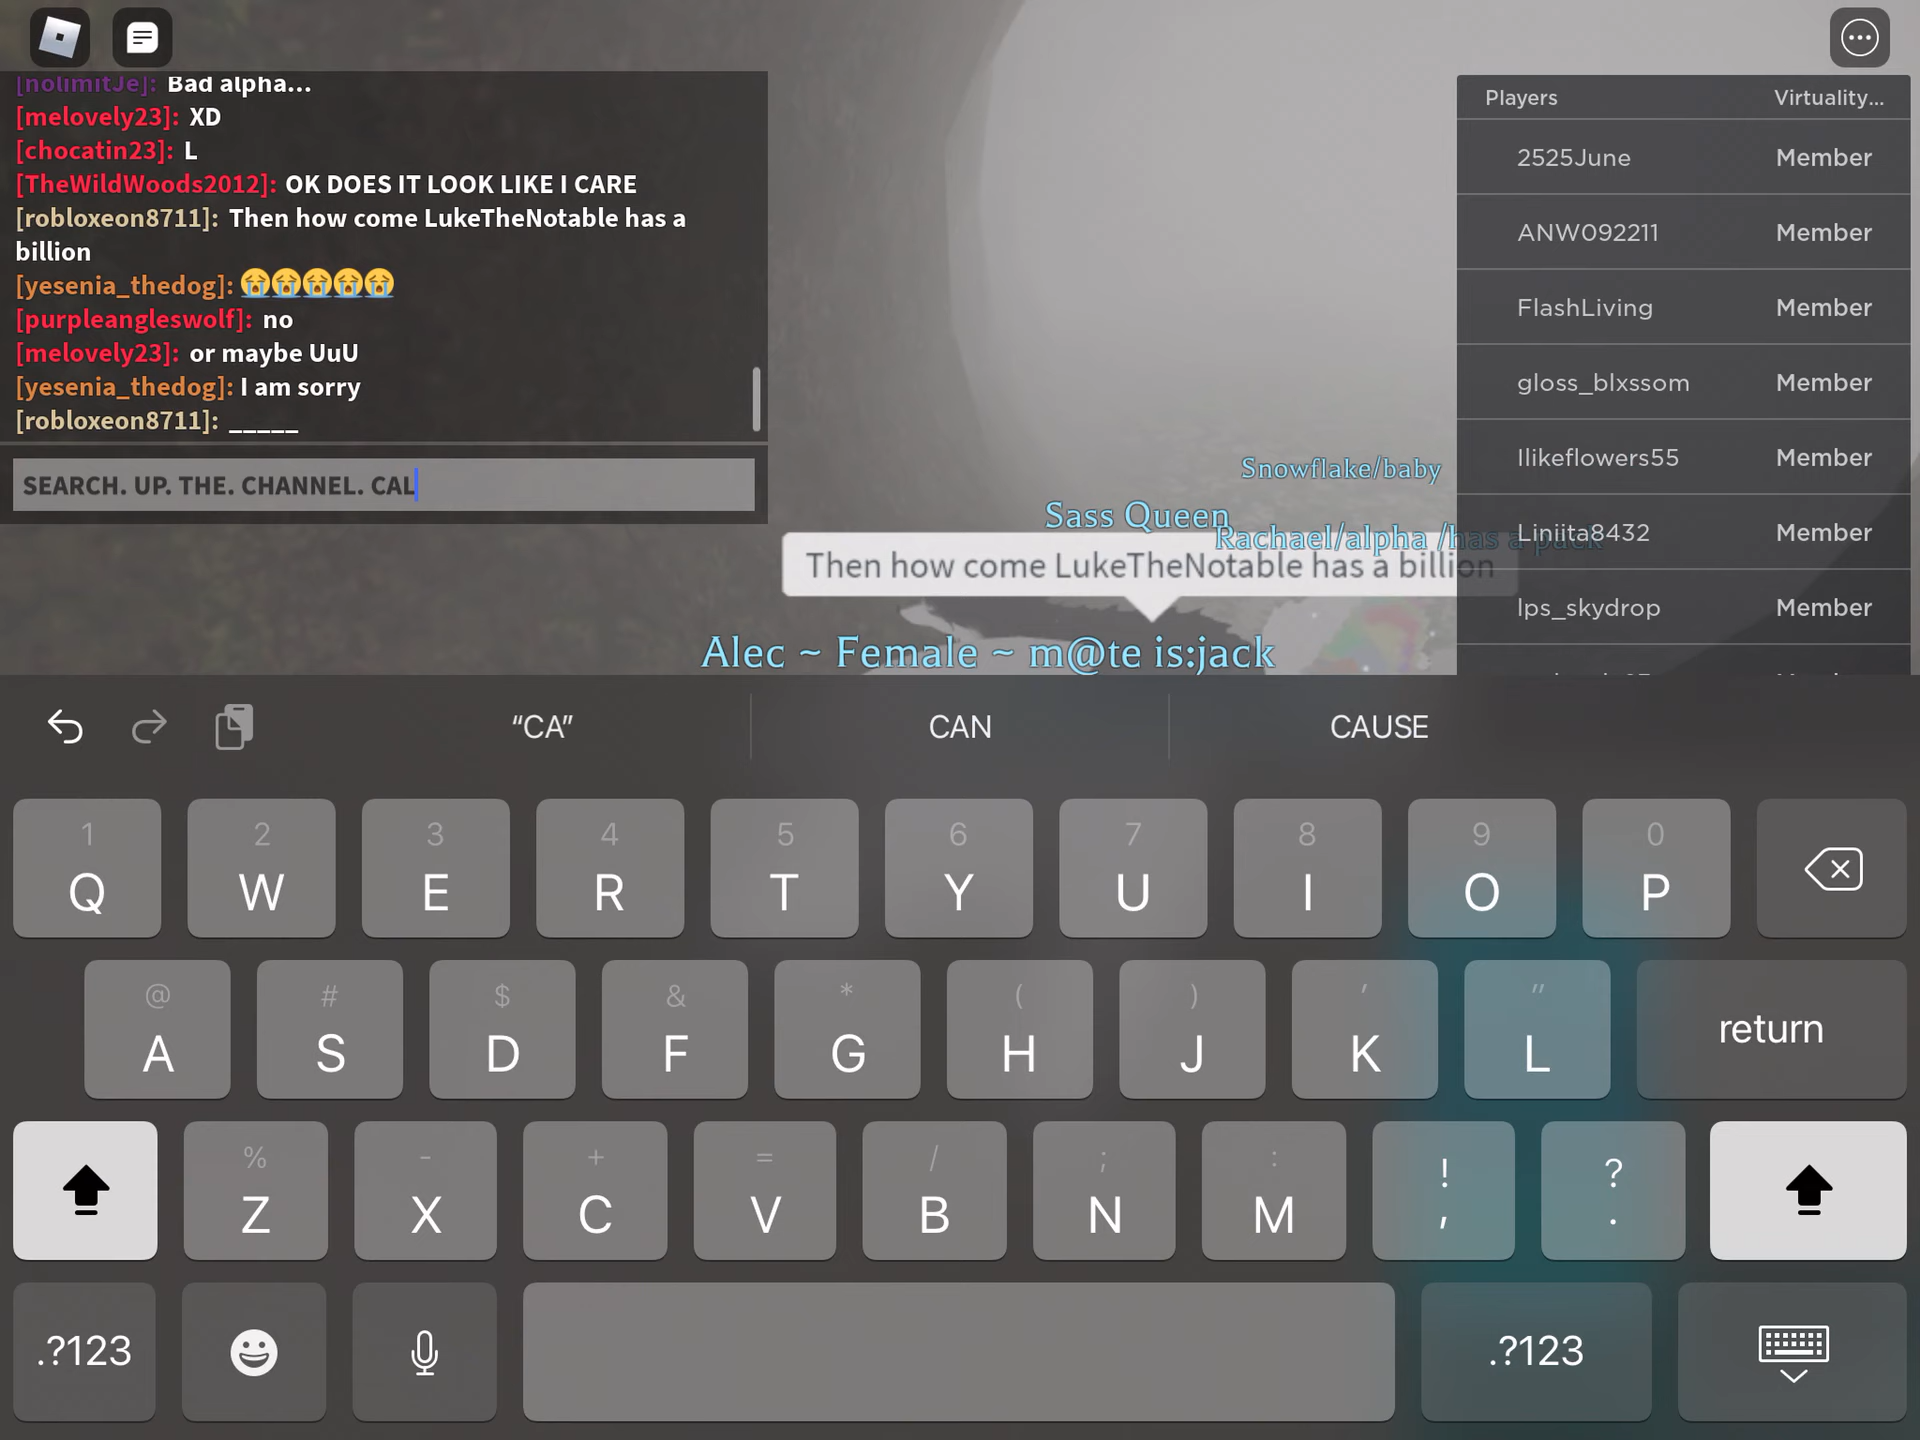 [nolimitJe]: Bad alpha...
[melovely23]: XD
[chocatin23]: L
[TheWildWoods2012]: OK DOES IT LOOK LIKE I CARE
[robloxeon8711]: Then how come LukeTheNotable has a
billion
[yesenia_thedog]: 😭😭😭😭😭
[purpleangleswolf]: no
[melovely23]: or maybe UuU
[yesenia_thedog]: I am sorry
[robloxeon8711]: _____
SEARCH. UP. THE. CHANNEL. CAL
Players Virtuality...
2525June Member
ANW092211 Member
FlashLiving Member
gloss_blxssom Member
Ilikeflowers55 Member
Liniita8432 Member
lps_skydrop Member
Snowflake/baby
Sass Queen
Rachael/alpha /has a pack
Then how come LukeTheNotable has a billion
Alec ~ Female ~ m@te is:jack
“CA” CAN CAUSE
1 2 3 4 5 6 7 8 9 0
Q W E R T Y U I O P
@ # $ & * ( ) ' "
A S D F G H J K L return
% - + = / ; : ! ?
Z X C V B N M , .
.?123 .?123